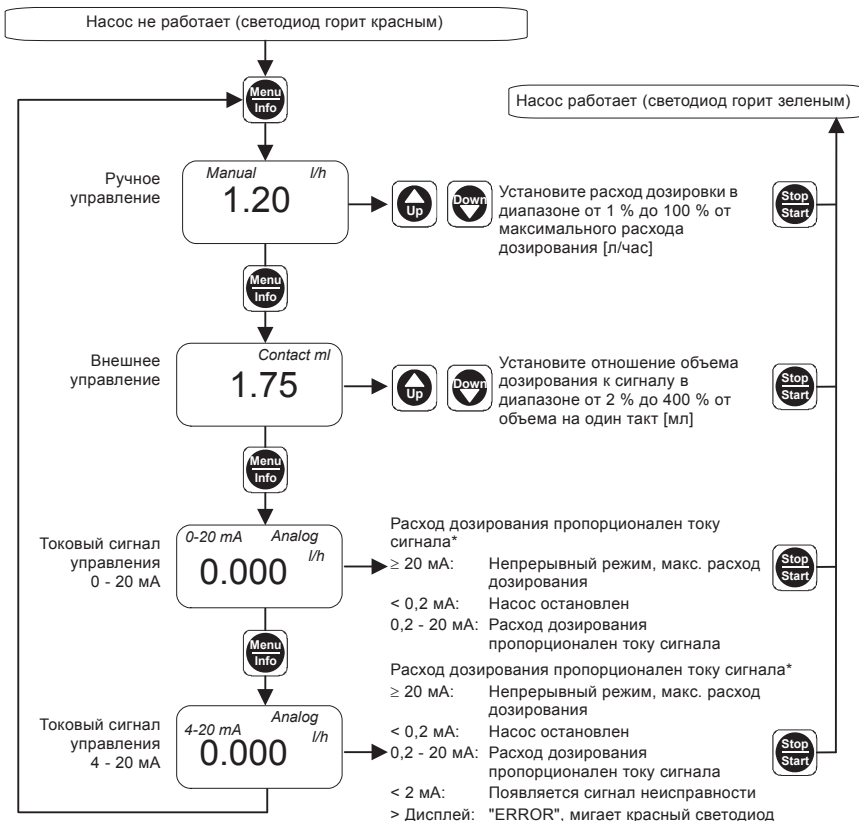 Насос не работает (светодиод горит красным)
Menu
Info
Насос работает (светодиод горит зеленым)
Ручное
управление
Manual l/h
1.20
Up
Down
Установите расход дозировки в
диапазоне от 1 % до 100 % от
максимального расхода
дозирования [л/час]
Stop
Start
Menu
Info
Внешнее
управление
Contact ml
1.75
Up
Down
Установите отношение объема
дозирования к сигналу в
диапазоне от 2 % до 400 % от
объема на один такт [мл]
Stop
Start
Menu
Info
Токовый сигнал
управления
0 - 20 мА
0-20 mA Analog
l/h
0.000
Расход дозирования пропорционален току
сигнала*
≥ 20 мА: Непрерывный режим, макс. расход
дозирования
< 0,2 мА: Насос остановлен
0,2 - 20 мА: Расход дозирования
пропорционален току сигнала
Stop
Start
Menu
Info
Токовый сигнал
управления
4 - 20 мА
4-20 mA Analog
l/h
0.000
Расход дозирования пропорционален току сигнала*
≥ 20 мА: Непрерывный режим, макс. расход
дозирования
< 0,2 мА: Насос остановлен
0,2 - 20 мА: Расход дозирования
пропорционален току сигнала
< 2 мА: Появляется сигнал неисправности
> Дисплей: "ERROR", мигает красный светодиод
Stop
Start